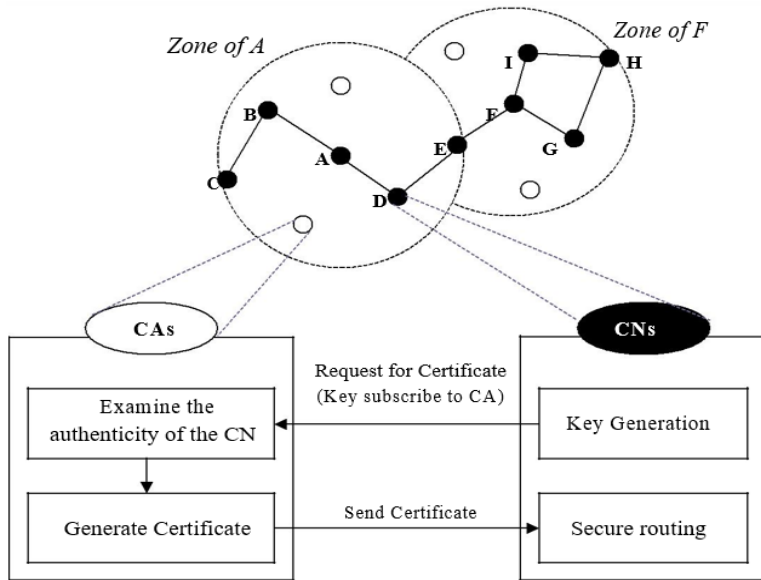 Zone of A
Zone of F
I
H
B
F
E
G
A
C
D
CAs
CNs
Request for Certificate
(Key subscribe to CA)
Examine the
authenticity of the CN
Key Generation
Send Certificate
Generate Certificate
Secure routing